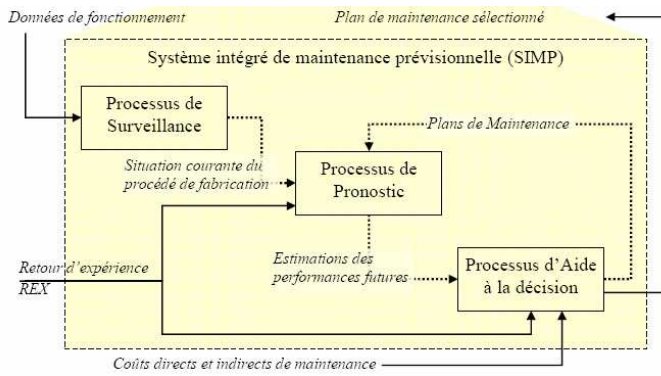 Données de fonctionnement
Plan de maintenance sélectionné
Système intégré de maintenance prévisionnelle (SIMP)
Processus de
Surveillance
Plans de Maintenance
Situation courante du
procédé de fabrication
Processus de
Pronostic
Retour d'expérience
REX
Estimations des
performances futures
Processus d'Aide
à la décision
Coûts directs et indirects de maintenance